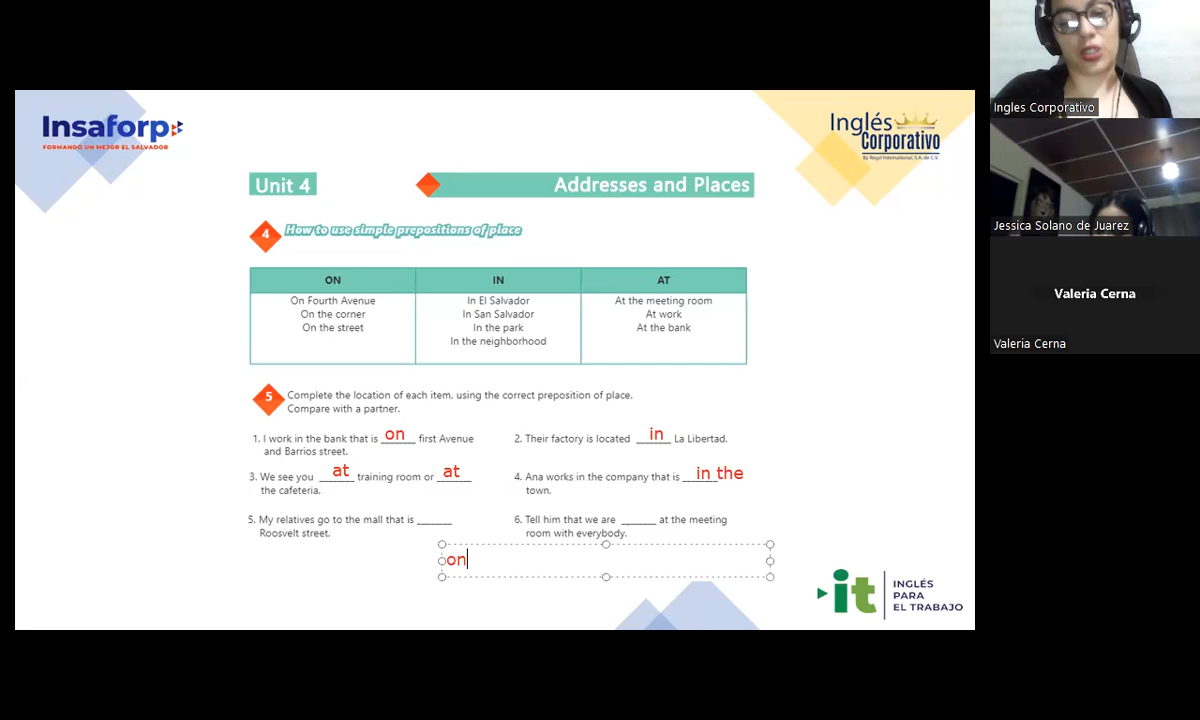 Insaforp
FORMANDO UN MEJOR EL SALVADOR
Inglés
Corporativo
By Regal International, S.A. de C.V.
Unit 4
Addresses and Places
4
How to use simple prepositions of place
ON IN AT
On Fourth Avenue In El Salvador At the meeting room
On the corner In San Salvador At work
On the street In the park At the bank
In the neighborhood
5
Complete the location of each item, using the correct preposition of place.
Compare with a partner.
1. I work in the bank that is on first Avenue
and Barrios street.
2. Their factory is located in La Libertad.
3. We see you at training room or at
the cafeteria.
4. Ana works in the company that is in the
town.
5. My relatives go to the mall that is ______
Roosvelt street.
6. Tell him that we are ______ at the meeting
room with everybody.
on
it
INGLÉS
PARA
EL TRABAJO
Ingles Corporativo
Jessica Solano de Juarez
Valeria Cerna
Valeria Cerna